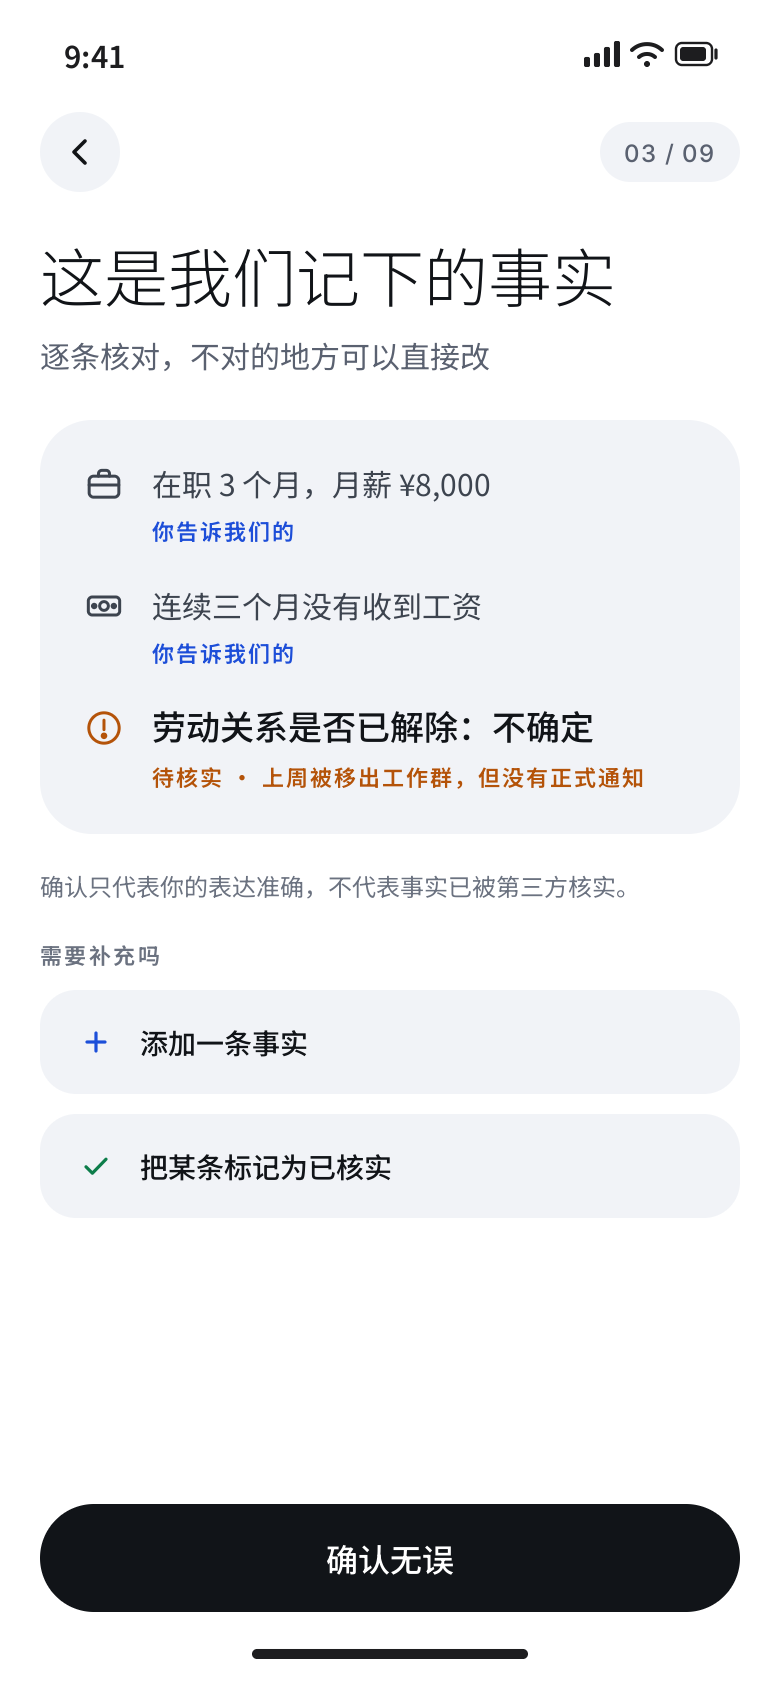 9:41
03 / 09
这是我们记下的事实
逐条核对，不对的地方可以直接改
在职 3 个月，月薪 ¥8,000
你告诉我们的
连续三个月没有收到工资
你告诉我们的
劳动关系是否已解除：不确定
待核实 · 上周被移出工作群，但没有正式通知
确认只代表你的表达准确，不代表事实已被第三方核实。
需要补充吗
添加一条事实
把某条标记为已核实
确认无误